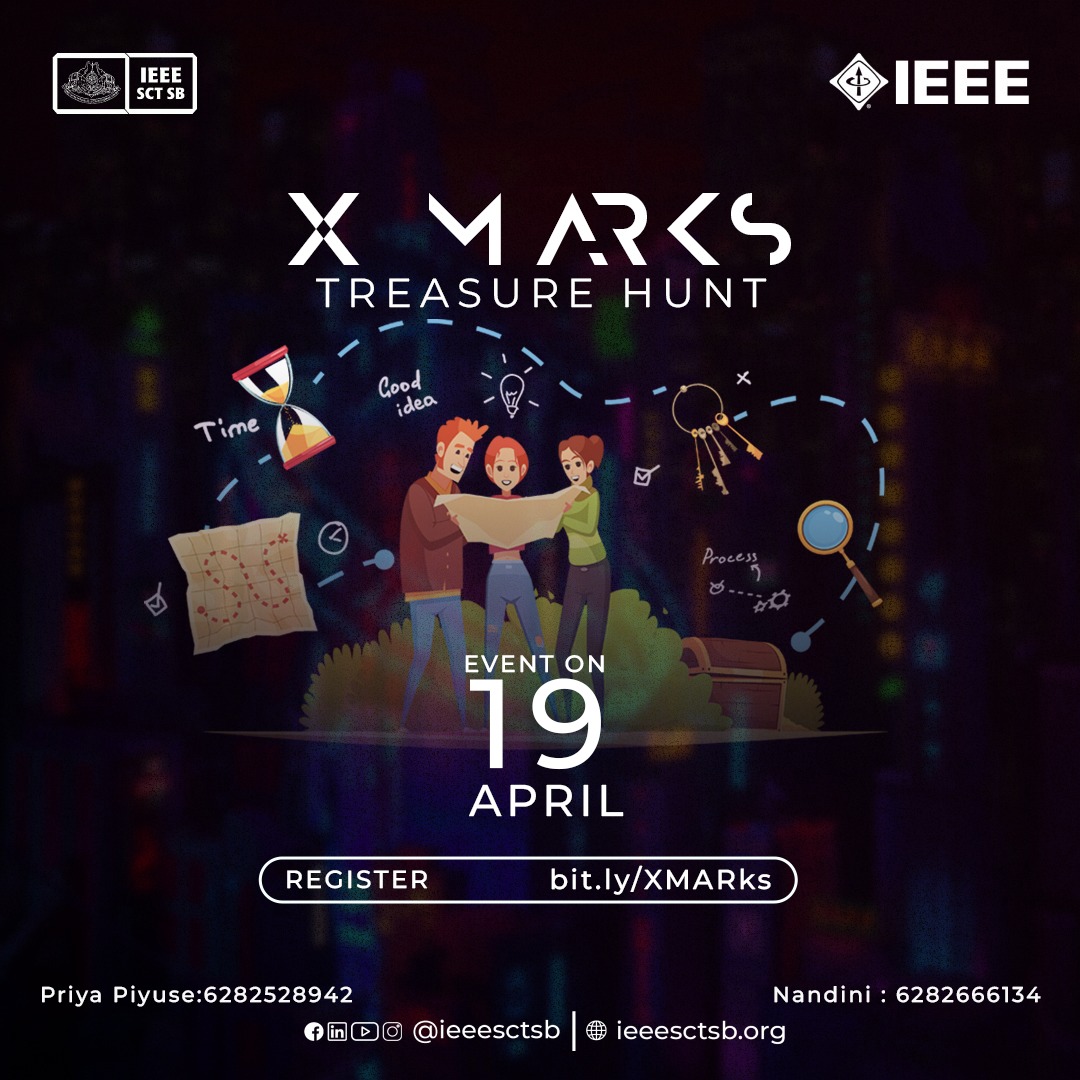 IEEE
SCT SB
IEEE
X MARKS
TREASURE HUNT
Good
idea
Time
Process
EVENT ON
19
APRIL
REGISTER bit.ly/XMARks
Priya Piyuse:6282528942
Nandini : 6282666134
@ieeesctsb | ieeesctsb.org